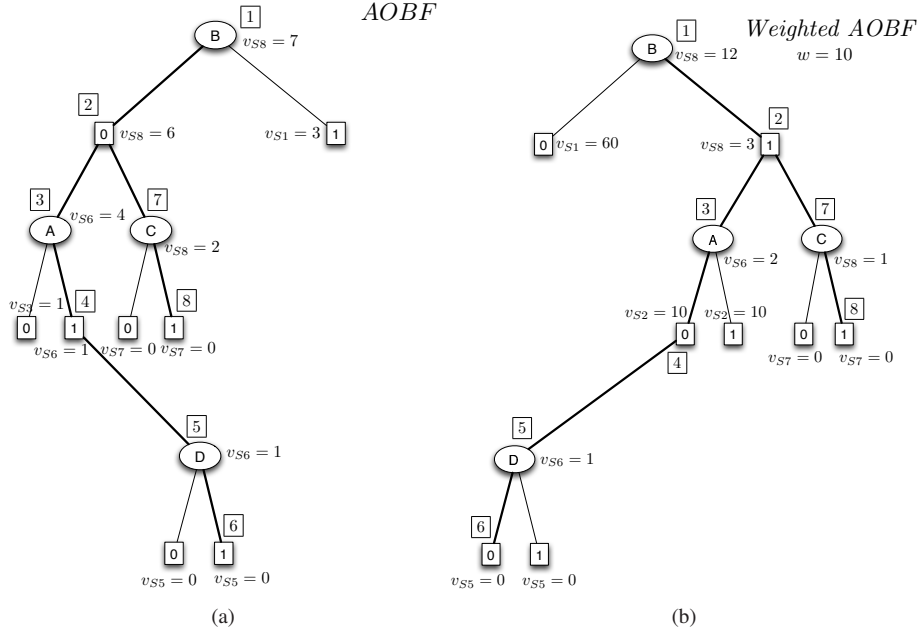 AOBF
1
B
v_{S8} = 7
2
0
v_{S8} = 6
v_{S1} = 3
1
3
A
v_{S6} = 4
7
C
v_{S8} = 2
v_{S3} = 1
4
8
0
1
0
1
v_{S6} = 1
v_{S7} = 0
v_{S7} = 0
5
D
v_{S6} = 1
6
0
1
v_{S5} = 0
v_{S5} = 0
(a)
Weighted AOBF
w = 10
1
B
v_{S8} = 12
2
0
v_{S1} = 60
v_{S8} = 3
1
3
A
v_{S6} = 2
7
C
v_{S8} = 1
v_{S2} = 10
v_{S2} = 10
8
0
1
0
1
4
v_{S7} = 0
v_{S7} = 0
5
D
v_{S6} = 1
6
0
1
v_{S5} = 0
v_{S5} = 0
(b)